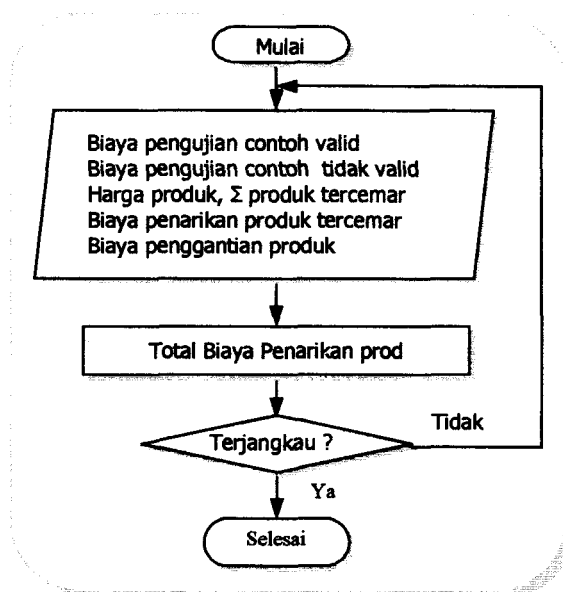 Mulai
Biaya pengujian contoh valid
Biaya pengujian contoh tidak valid
Harga produk, Σ produk tercemar
Biaya penarikan produk tercemar
Biaya penggantian produk
Total Biaya Penarikan prod
Terjangkau ?
Tidak
Ya
Selesai